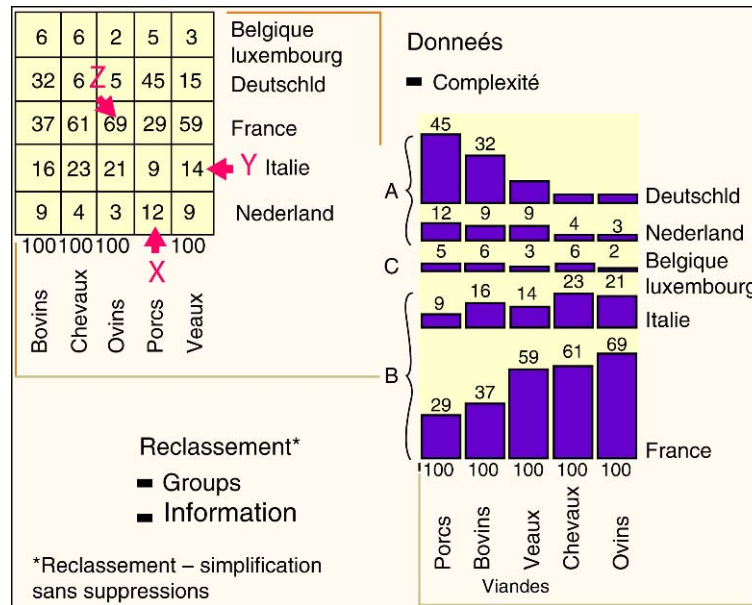 6 6 2 5 3 Belgique
luxembourg
32 6 5 45 15 Deutschld
Z
37 61 69 29 59 France
16 23 21 9 14 Y Italie
9 4 3 12 9 Nederland
100 100 100 100
X
Bovins
Chevaux
Ovins
Porcs
Veaux
Donneés
Complexité
45 32 Deutschld
A
12 9 9 4 3 Nederland
C 5 6 3 6 2 Belgique
luxembourg
9 16 14 23 21 Italie
B
29 37 59 61 69 France
100 100 100 100 100
Porcs
Bovins
Veaux
Chevaux
Ovins
Viandes
Reclassement*
Groups
Information
*Reclassement – simplification
sans suppressions